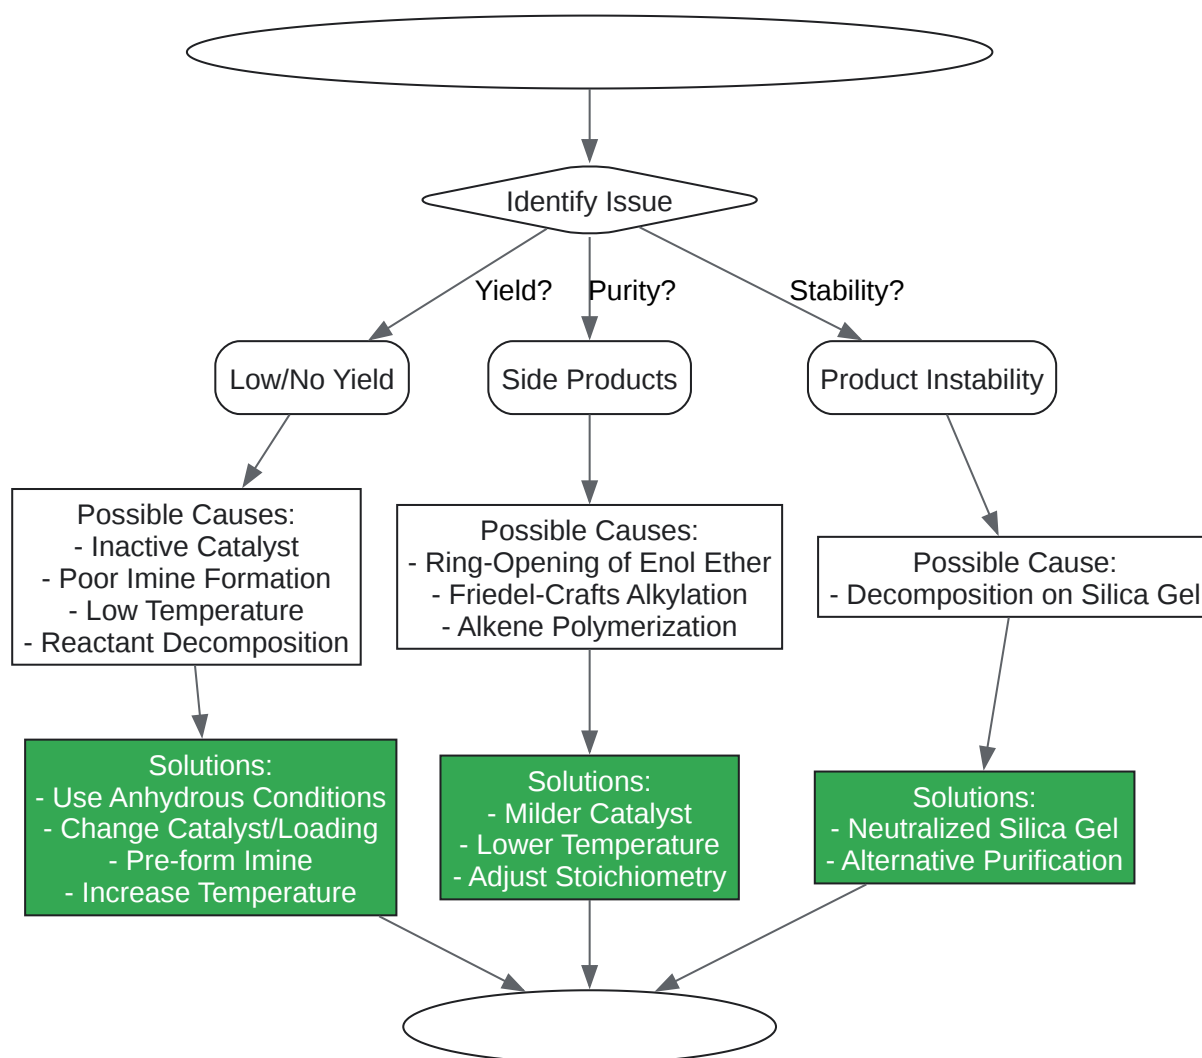 Identify Issue
Yield?
Purity?
Stability?
Low/No Yield
Side Products
Product Instability
Possible Causes:
- Inactive Catalyst
- Poor Imine Formation
- Low Temperature
- Reactant Decomposition
Possible Causes:
- Ring-Opening of Enol Ether
- Friedel-Crafts Alkylation
- Alkene Polymerization
Possible Cause:
- Decomposition on Silica Gel
Solutions:
- Use Anhydrous Conditions
- Change Catalyst/Loading
- Pre-form Imine
- Increase Temperature
Solutions:
- Milder Catalyst
- Lower Temperature
- Adjust Stoichiometry
Solutions:
- Neutralized Silica Gel
- Alternative Purification